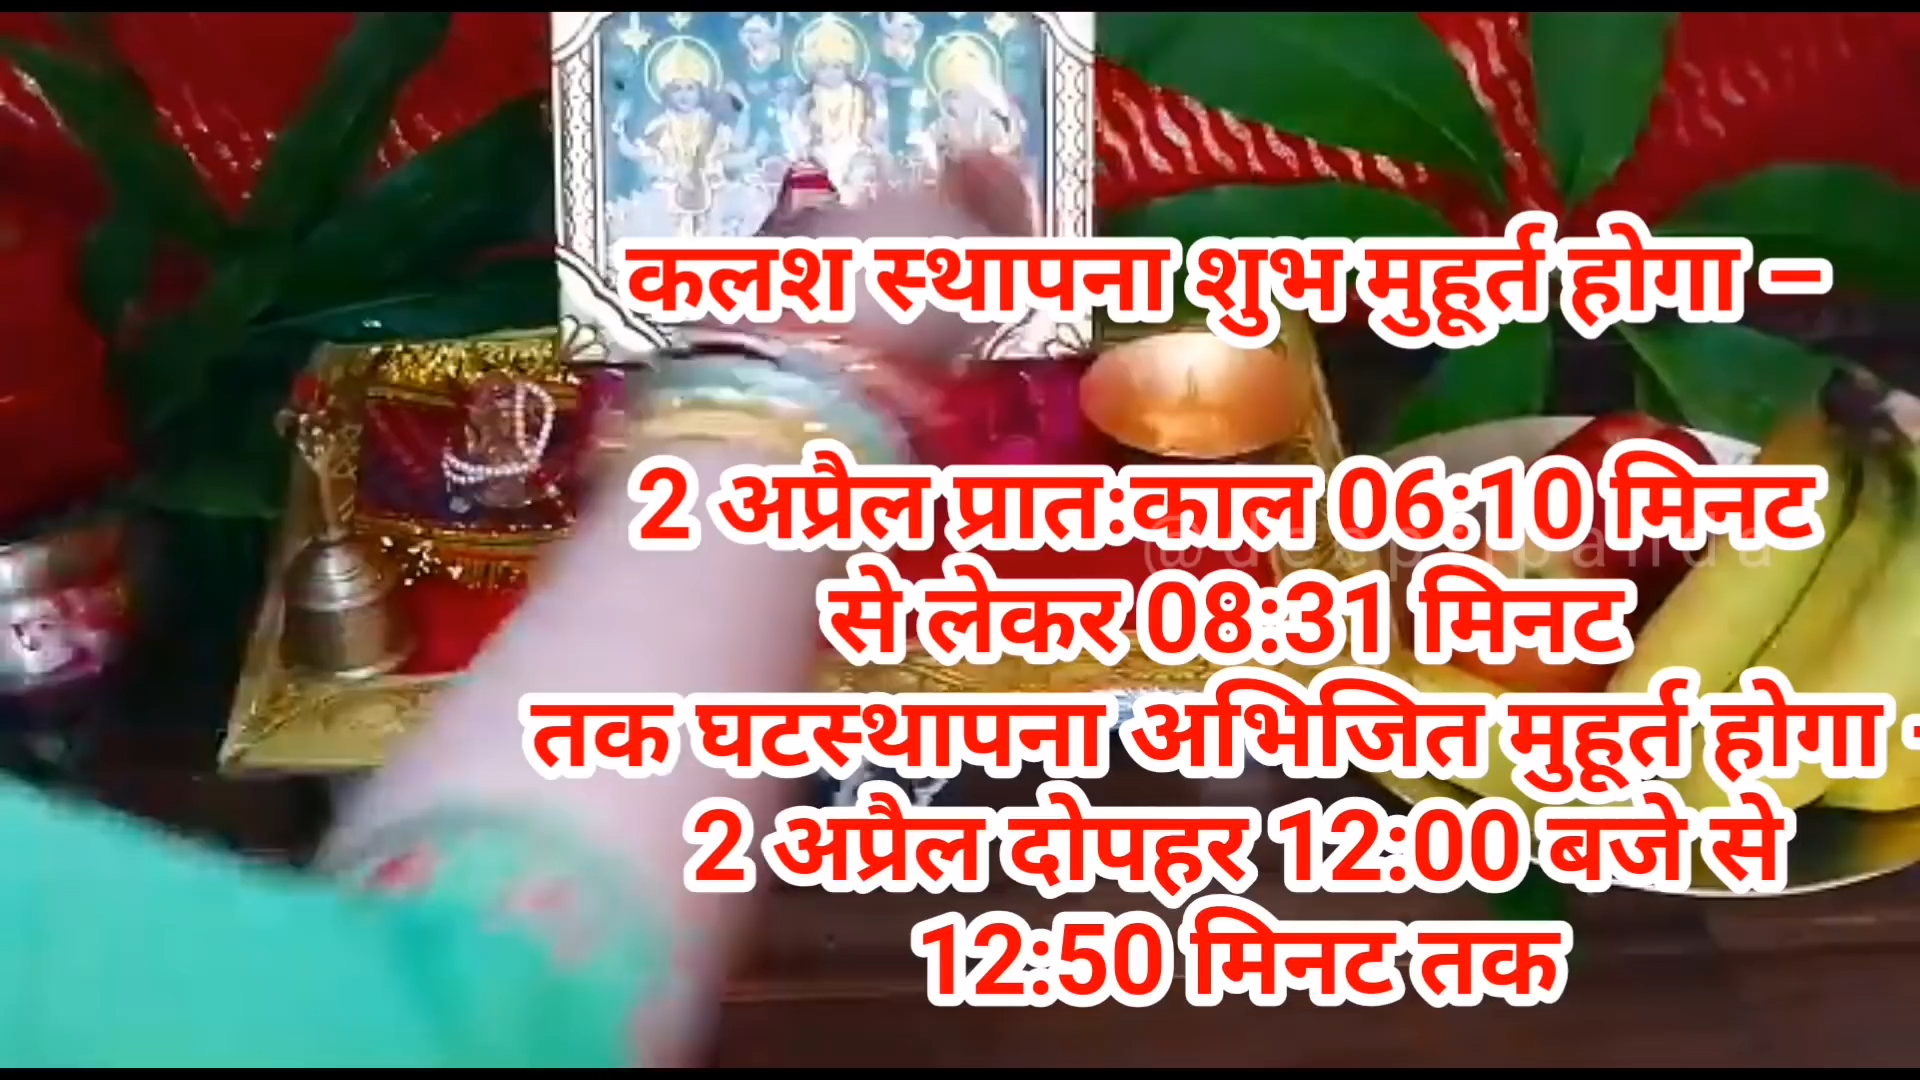 कलश स्थापना शुभ मुहूर्त होगा –
2 अप्रैल प्रात:काल 06:10 मिनट
से लेकर 08:31 मिनट
तक घटस्थापना अभिजित मुहूर्त होगा -
2 अप्रैल दोपहर 12:00 बजे से
12:50 मिनट तक